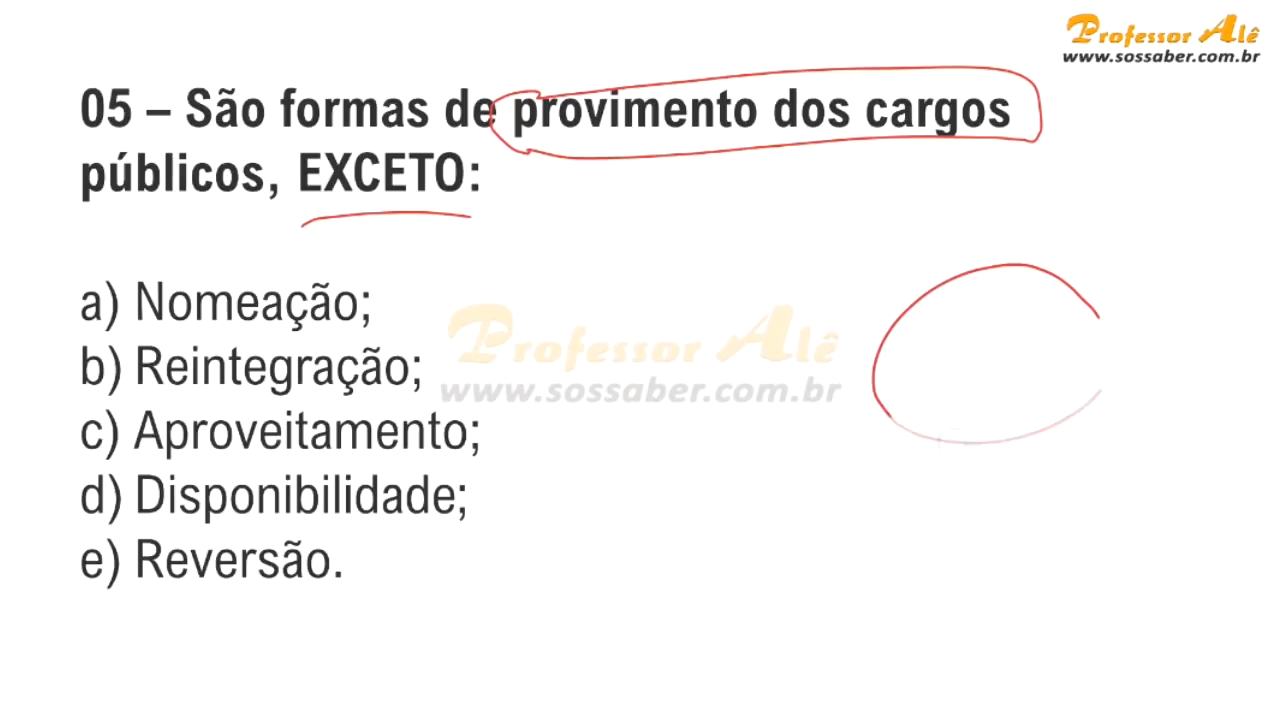 Professor Alê
www.sossaber.com.br
05 – São formas de provimento dos cargos
públicos, EXCETO:
a) Nomeação;
b) Reintegração;
c) Aproveitamento;
d) Disponibilidade;
e) Reversão.
Professor Alê
www.sossaber.com.br